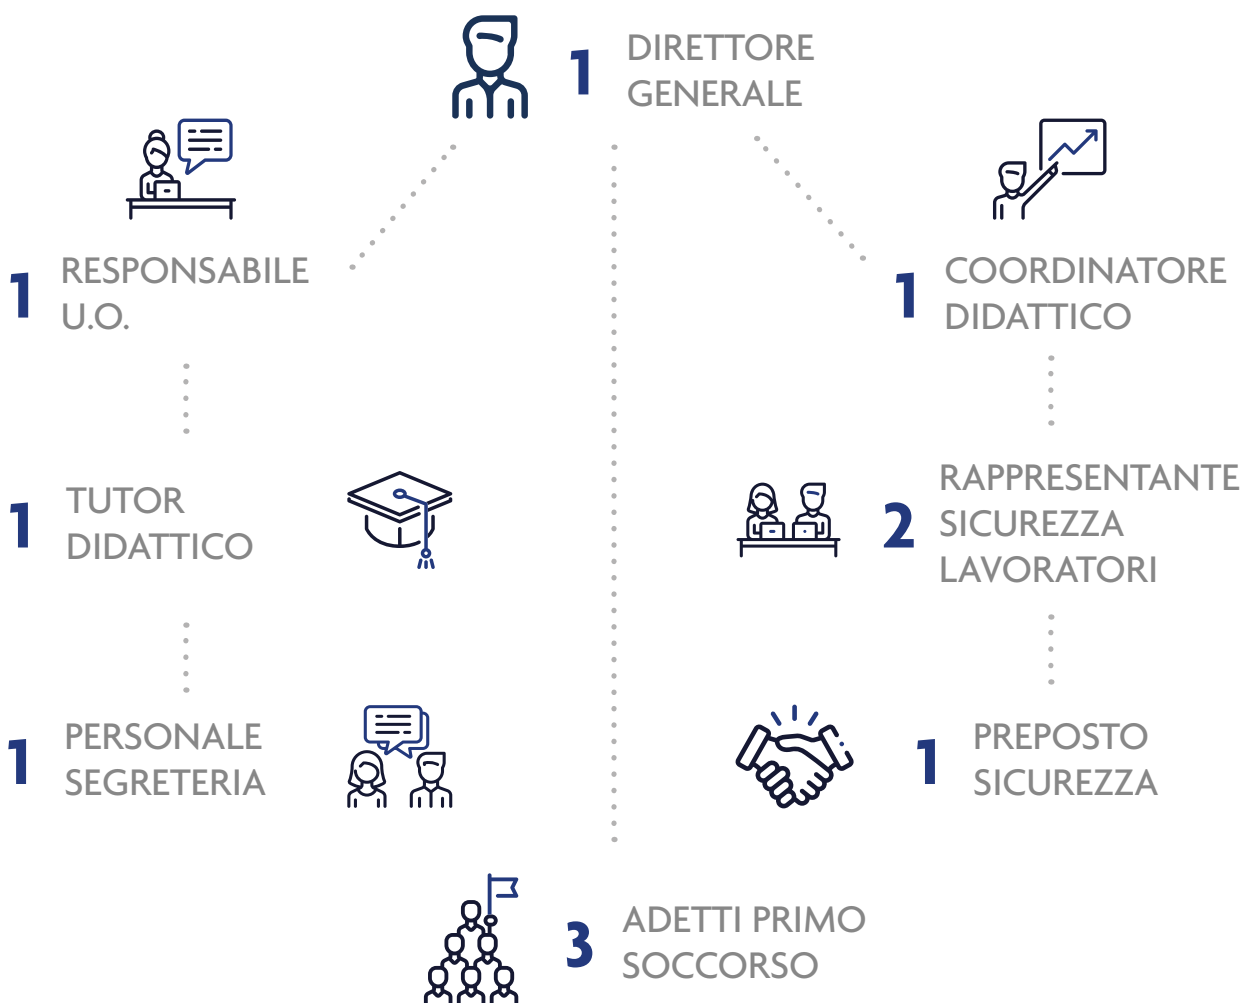 1 DIRETTORE
GENERALE
1 RESPONSABILE
U.O.
1 COORDINATORE
DIDATTICO
1 TUTOR
DIDATTICO
2 RAPPRESENTANTE
SICUREZZA
LAVORATORI
1 PERSONALE
SEGRETERIA
1 PREPOSTO
SICUREZZA
3 ADETTI PRIMO
SOCCORSO